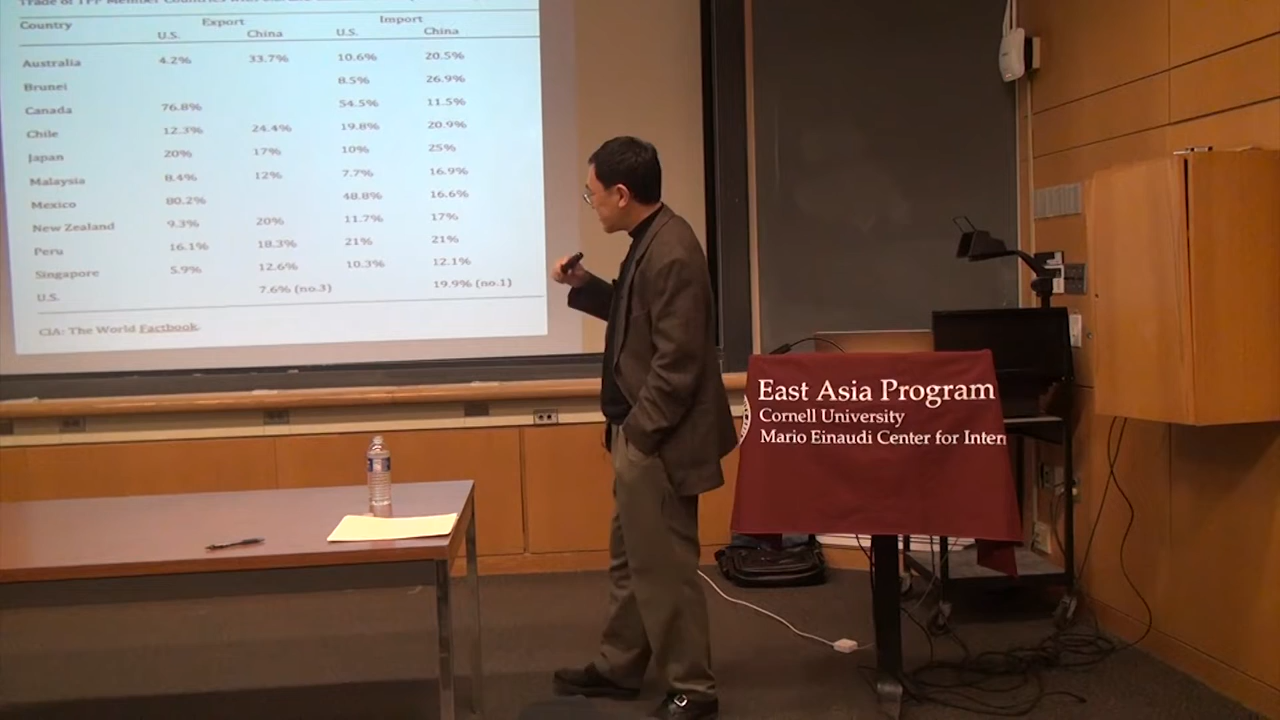 Trade of TPP Member Countries
Country Export Import
U.S. China U.S. China
Australia 4.2% 33.7% 10.6% 20.5%
Brunei 8.5% 26.9%
Canada 76.8% 54.5% 11.5%
Chile 12.3% 24.4% 19.8% 20.9%
Japan 20% 17% 10% 25%
Malaysia 8.4% 12% 7.7% 16.9%
Mexico 80.2% 48.8% 16.6%
New Zealand 9.3% 20% 11.7% 17%
Peru 16.1% 18.3% 21% 21%
Singapore 5.9% 12.6% 10.3% 12.1%
U.S. 7.6% (no.3) 19.9% (no.1)
CIA: The World Factbook.
East Asia Program
Cornell University
Mario Einaudi Center for Inter